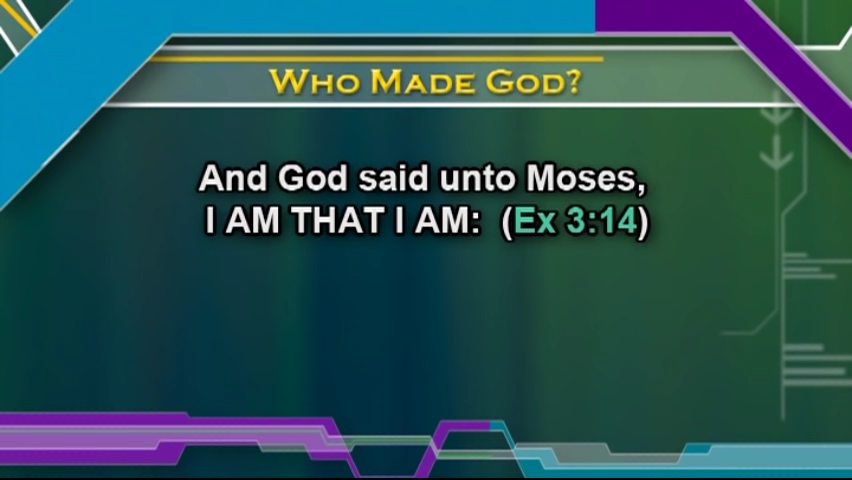 Who Made God?
And God said unto Moses,
I AM THAT I AM: (Ex 3:14)